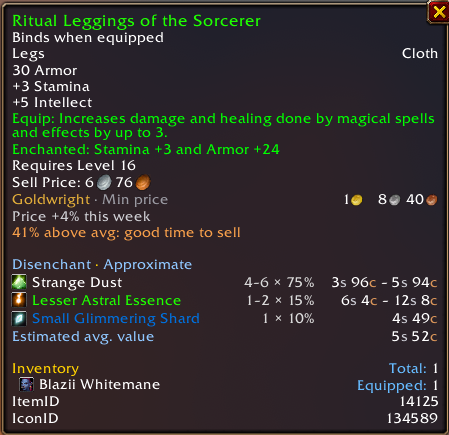 Ritual Leggings of the Sorcerer
Binds when equipped
Legs Cloth
30 Armor
+3 Stamina
+5 Intellect
Equip: Increases damage and healing done by magical spells
and effects by up to 3.
Enchanted: Stamina +3 and Armor +24
Requires Level 16
Sell Price: 6 76
Goldwright · Min price 1 8 40
Price +4% this week
41% above avg: good time to sell
Disenchant · Approximate
Strange Dust 4-6 × 75% 3s 96c - 5s 94c
Lesser Astral Essence 1-2 × 15% 6s 4c - 12s 8c
Small Glimmering Shard 1 × 10% 4s 49c
Estimated avg. value 5s 52c
Inventory Total: 1
Blazii Whitemane Equipped: 1
ItemID 14125
IconID 134589